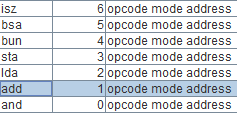 isz 6 opcode mode address
bsa 5 opcode mode address
bun 4 opcode mode address
sta 3 opcode mode address
lda 2 opcode mode address
add 1 opcode mode address
and 0 opcode mode address